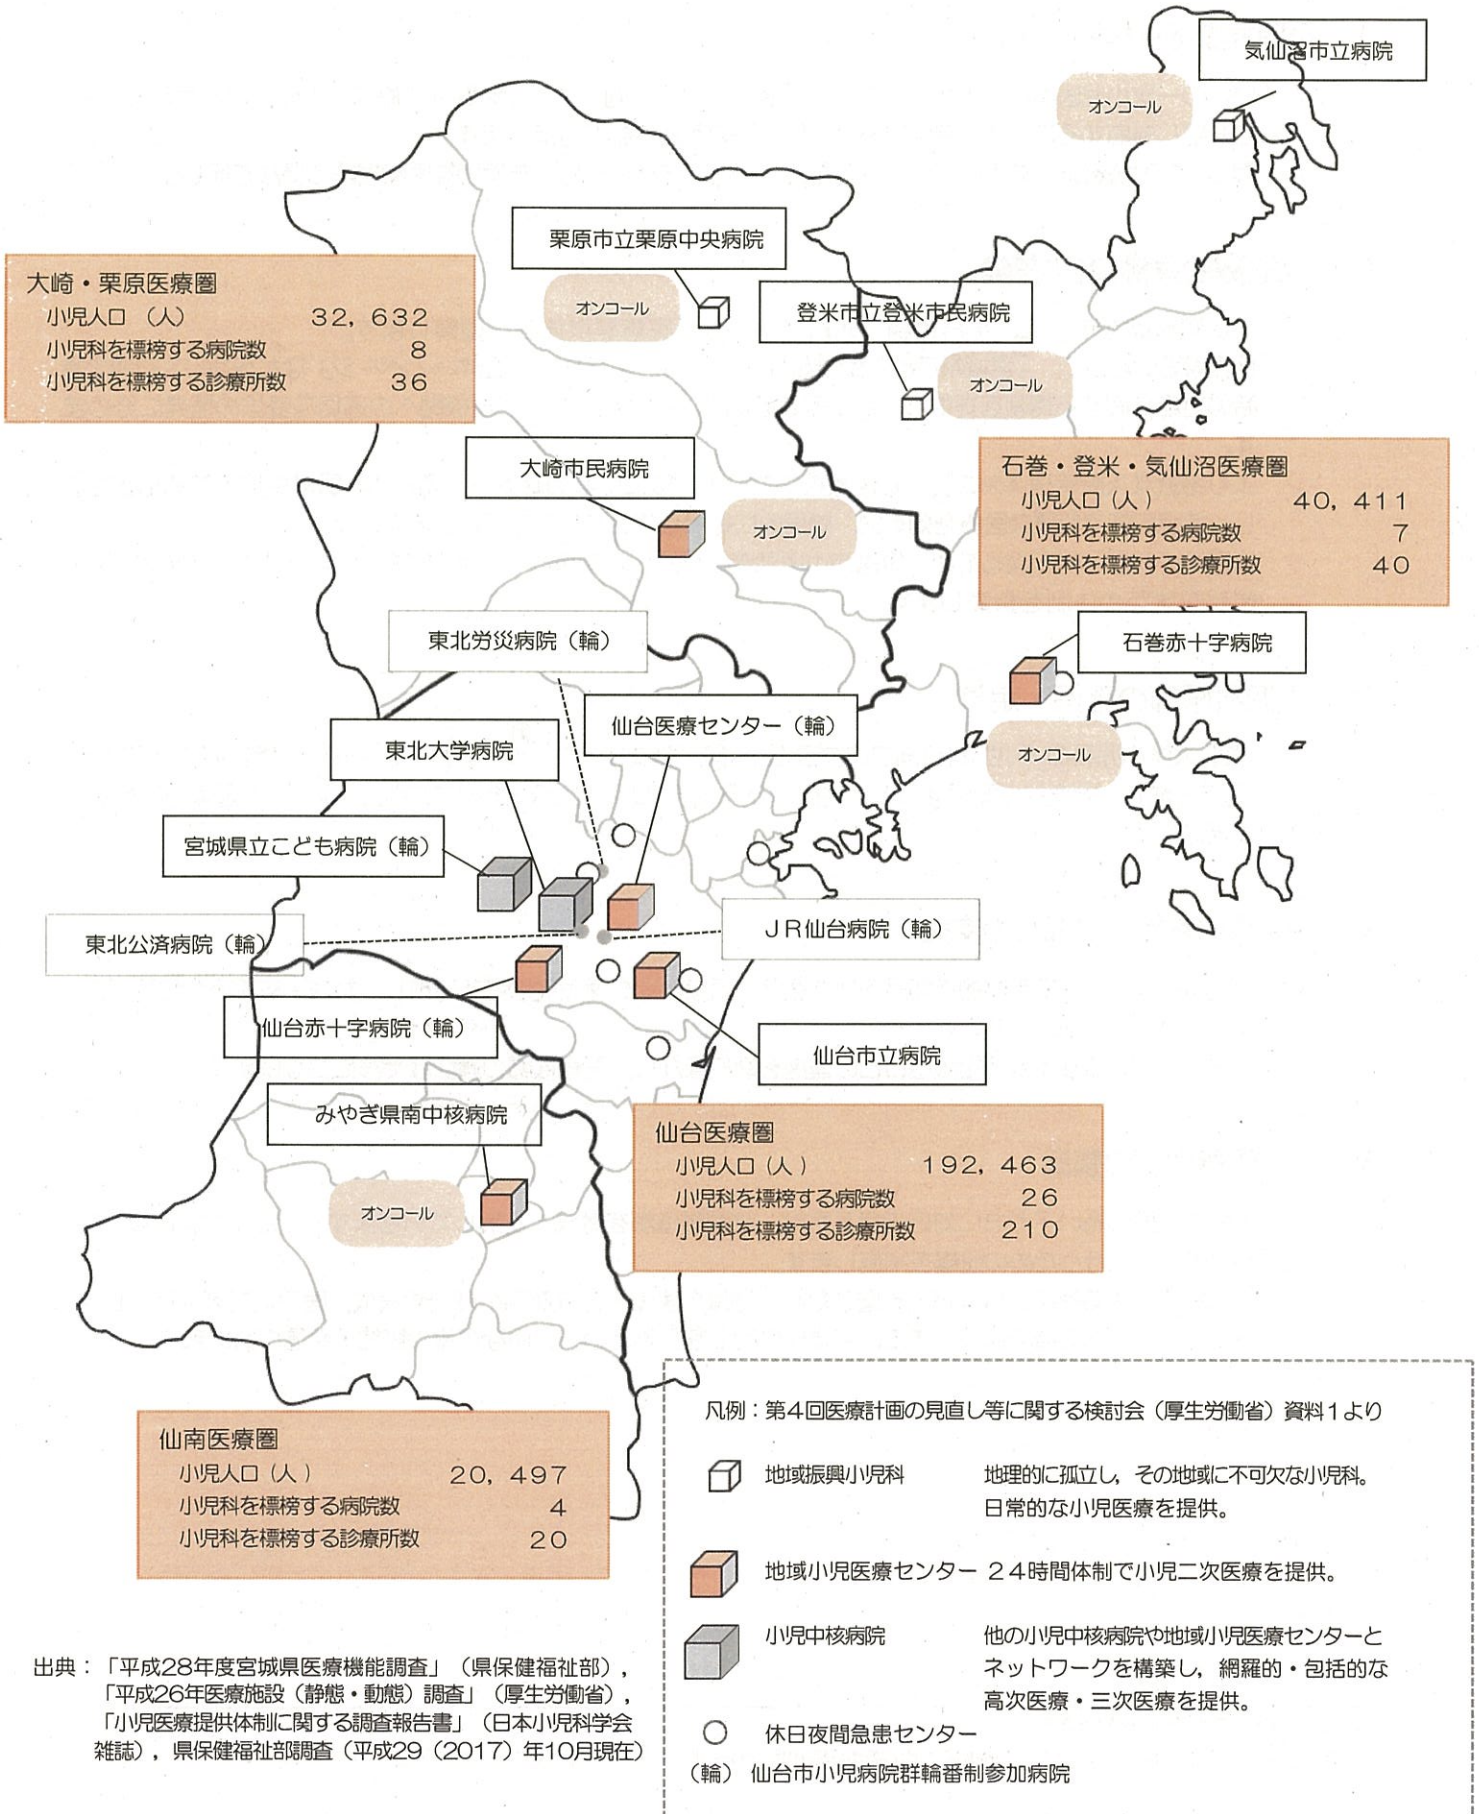 気仙沼市立病院
オンコール
栗原市立栗原中央病院
オンコール
登米市立登米市民病院
オンコール
大崎・栗原医療圏
小児人口 (人) 32,632
小児科を標榜する病院数 8
小児科を標榜する診療所数 36
大崎市民病院
オンコール
石巻・登米・気仙沼医療圏
小児人口(人) 40,411
小児科を標榜する病院数 7
小児科を標榜する診療所数 40
東北労災病院(輪)
石巻赤十字病院
オンコール
仙台医療センター(輪)
東北大学病院
宮城県立こども病院(輪)
東北公済病院(輪)
JR仙台病院(輪)
仙台赤十字病院(輪)
仙台市立病院
みやぎ県南中核病院
オンコール
仙台医療圏
小児人口(人) 192,463
小児科を標榜する病院数 26
小児科を標榜する診療所数 210
仙南医療圏
小児人口(人) 20,497
小児科を標榜する病院数 4
小児科を標榜する診療所数 20
凡例:第4回医療計画の見直し等に関する検討会(厚生労働省)資料1より
地域振興小児科 地理的に孤立し,その地域に不可欠な小児科。
日常的な小児医療を提供。
地域小児医療センター 24時間体制で小児二次医療を提供。
小児中核病院 他の小児中核病院や地域小児医療センターと
ネットワークを構築し,網羅的・包括的な
高次医療・三次医療を提供。
休日夜間急患センター
(輪) 仙台市小児病院群輪番制参加病院
出典:「平成28年度宮城県医療機能調査」(県保健福祉部),
「平成26年医療施設(静態・動態)調査」(厚生労働省),
「小児医療提供体制に関する調査報告書」(日本小児科学会
雑誌),県保健福祉部調査(平成29(2017)年10月現在)